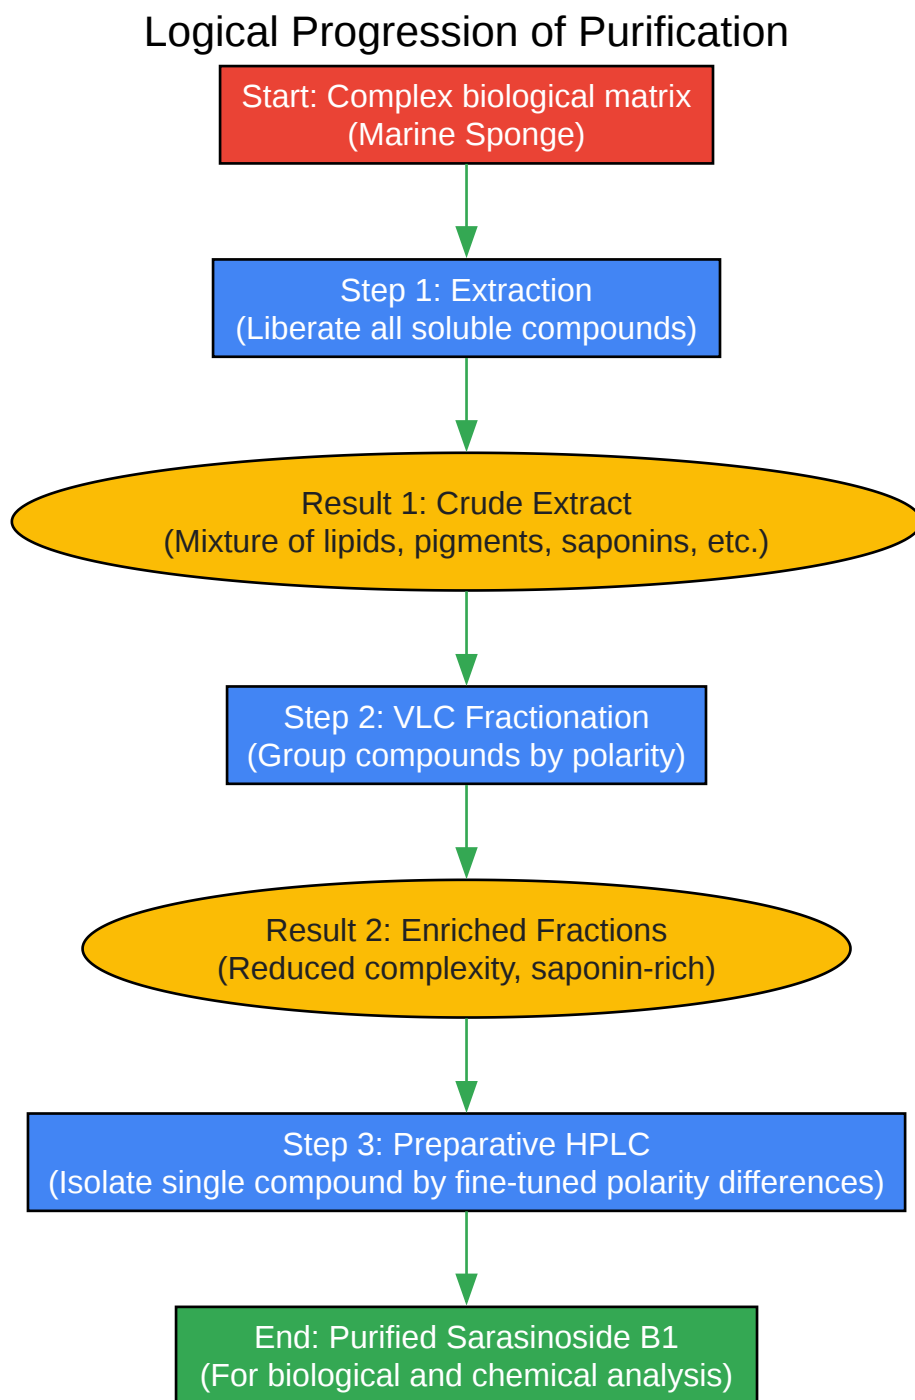 Logical Progression of Purification
Start: Complex biological matrix
(Marine Sponge)
Step 1: Extraction
(Liberate all soluble compounds)
Result 1: Crude Extract
(Mixture of lipids, pigments, saponins, etc.)
Step 2: VLC Fractionation
(Group compounds by polarity)
Result 2: Enriched Fractions
(Reduced complexity, saponin-rich)
Step 3: Preparative HPLC
(Isolate single compound by fine-tuned polarity differences)
End: Purified Sarasinoside B1
(For biological and chemical analysis)